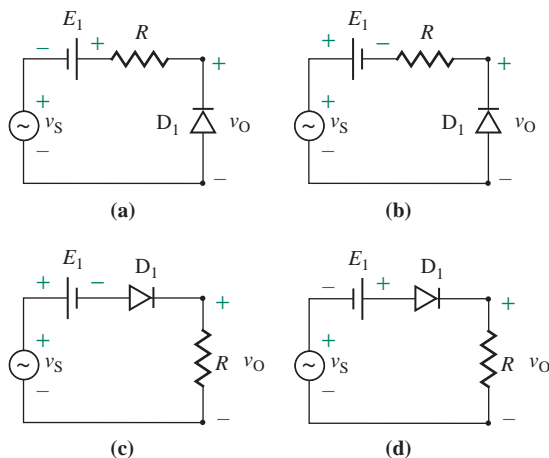 E₁ E₁
− + R + + − R +
+ vS − D₁ vO + vS − D₁ vO
− −
(a) (b)
E₁ D₁ E₁ D₁
+ − + − + +
+ vS − R vO + vS − R vO
− −
(c) (d)